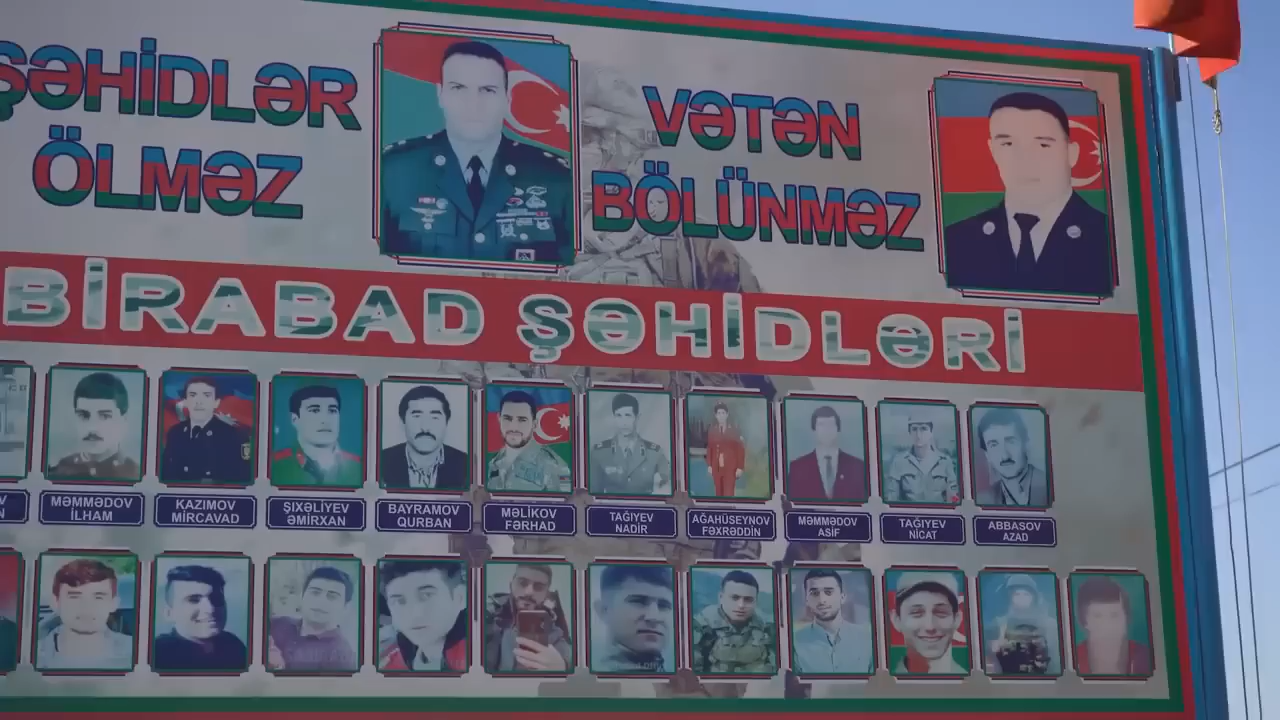 ŞƏHİDLƏR
ÖLMƏZ
VƏTƏN
BÖLÜNMƏZ
BİRABAD ŞƏHİDLƏRİ
MƏMMƏDOV
İLHAM
KAZIMOV
MİRCAVAD
ŞIXƏLİYEV
ƏMİRXAN
BAYRAMOV
QURBAN
MƏLİKOV
FƏRHAD
TAĞIYEV
NADİR
AĞAHÜSEYNOV
FƏXRƏDDİN
MƏMMƏDOV
ASİF
TAĞIYEV
NİCAT
ABBASOV
AZAD